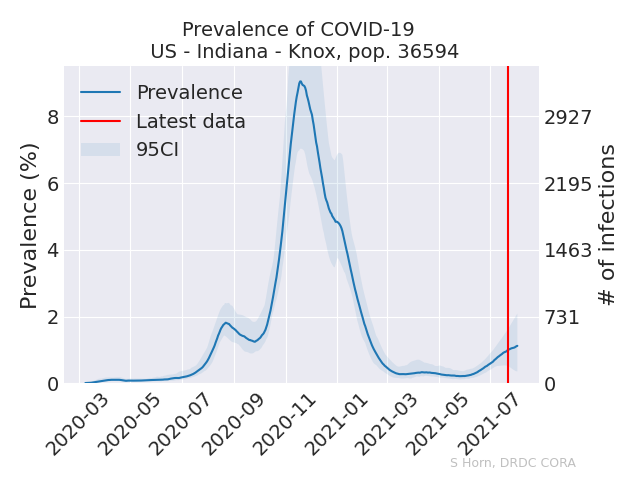 Prevalence of COVID-19
US - Indiana - Knox, pop. 36594
Prevalence
Latest data
95CI
Prevalence (%)
8
6
4
2
0
# of infections
2927
2195
1463
731
0
2020-03
2020-05
2020-07
2020-09
2020-11
2021-01
2021-03
2021-05
2021-07
S Horn, DRDC CORA